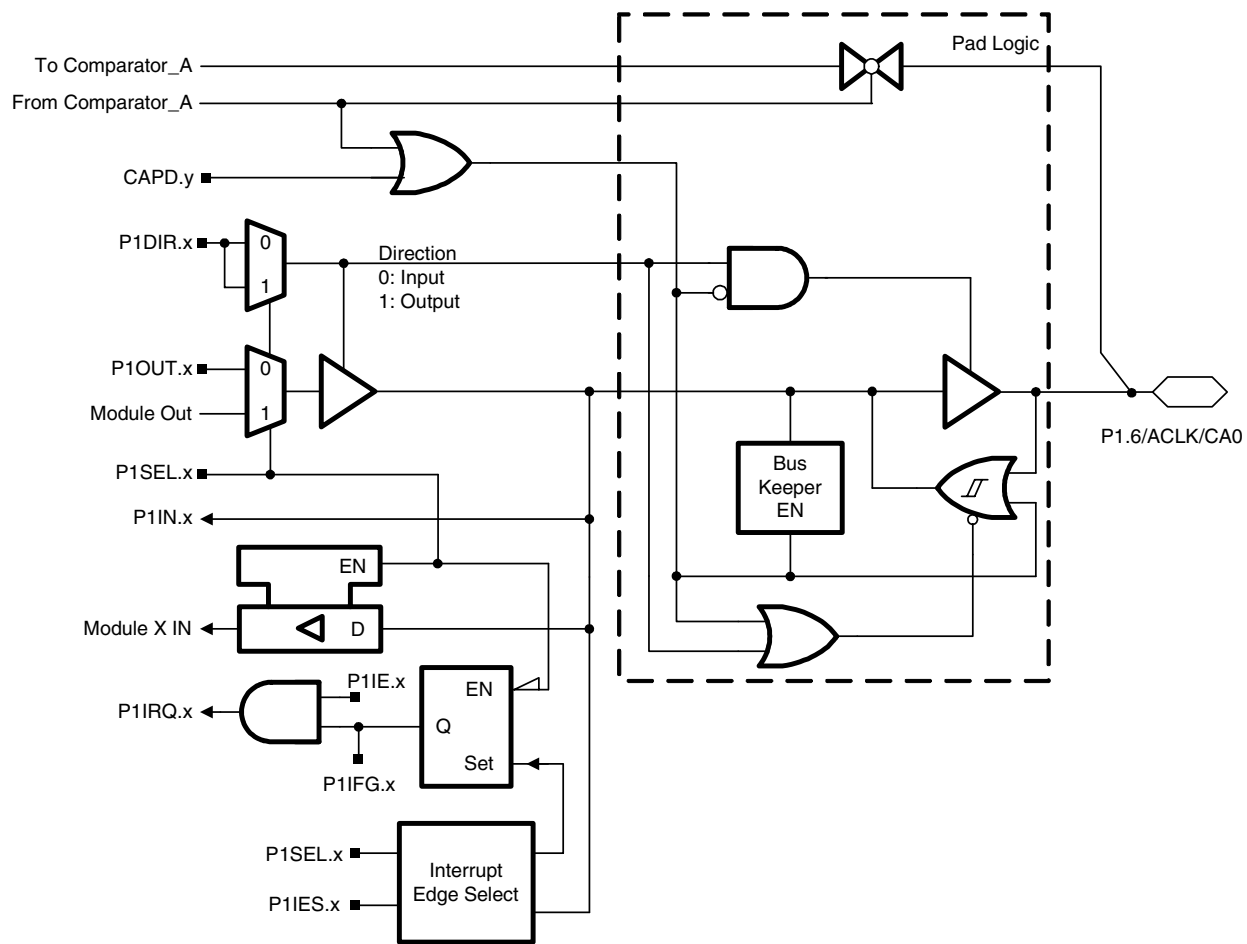 Pad Logic
To Comparator_A
From Comparator_A
CAPD.y
P1DIR.x
0
1
Direction
0: Input
1: Output
P1OUT.x
0
Module Out
1
P1.6/ACLK/CA0
Bus
Keeper
EN
P1SEL.x
P1IN.x
EN
Module X IN
D
P1IE.x
EN
P1IRQ.x
Q
Set
P1IFG.x
P1SEL.x
Interrupt
Edge Select
P1IES.x